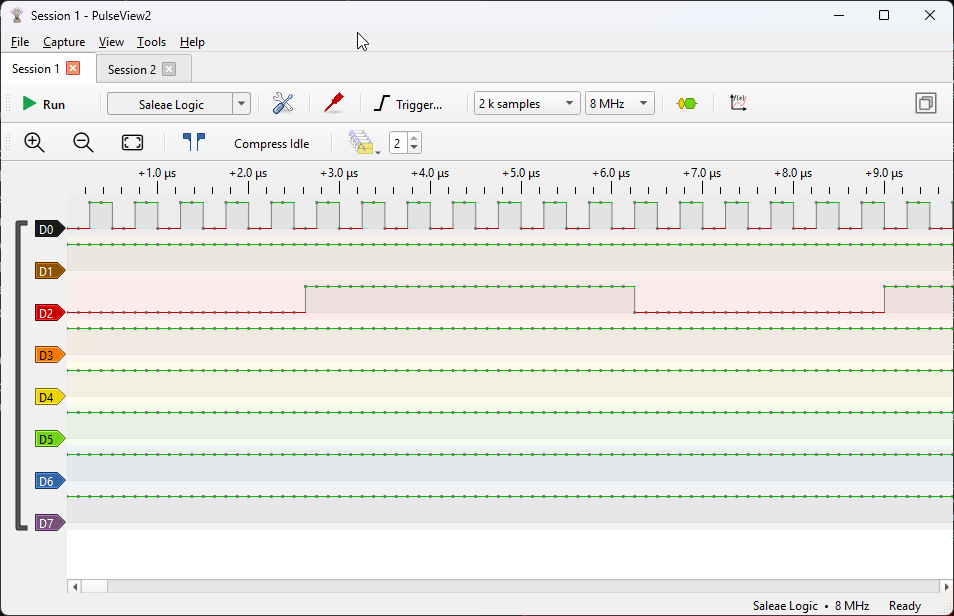 Session 1 - PulseView2
File Capture View Tools Help
Session 1 Session 2
Run Saleae Logic Trigger... 2 k samples 8 MHz
Compress Idle 2
+1.0 µs +2.0 µs +3.0 µs +4.0 µs +5.0 µs +6.0 µs +7.0 µs +8.0 µs +9.0 µs
D0
D1
D2
D3
D4
D5
D6
D7
Saleae Logic • 8 MHz Ready